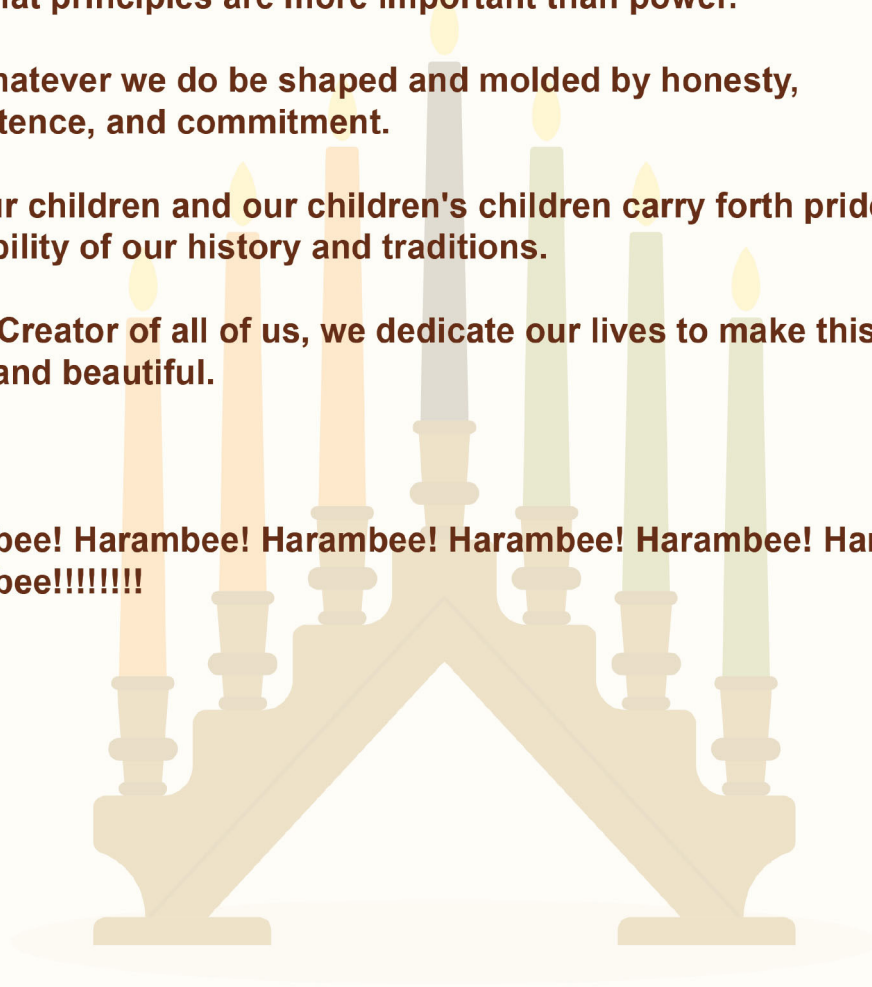 hat principles are more important than power.
hatever we do be shaped and molded by honesty,
tence, and commitment.
ur children and our children's children carry forth pride
bility of our history and traditions.
Creator of all of us, we dedicate our lives to make this
and beautiful.
bee! Harambee! Harambee! Harambee! Harambee! Har
bee!!!!!!!!